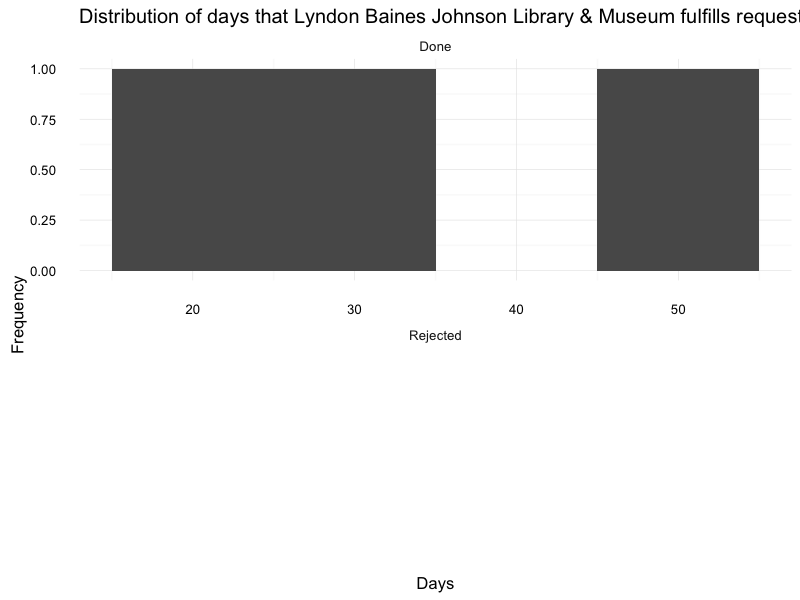 Distribution of days that Lyndon Baines Johnson Library & Museum fulfills request
Done
1.00
0.75
0.50
0.25
0.00
20 30 40 50
Rejected
Frequency
Days